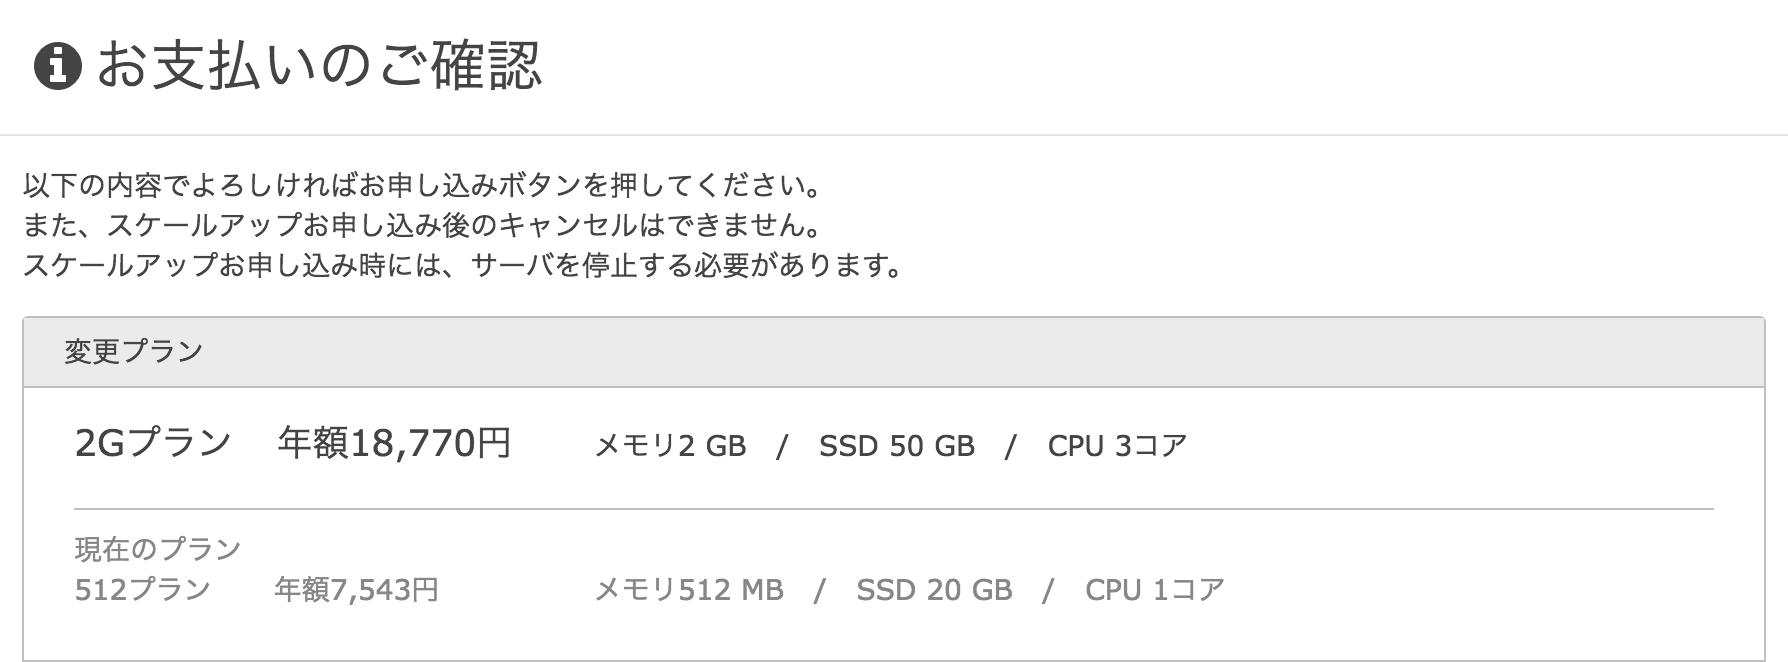 お支払いのご確認
以下の内容でよろしければお申し込みボタンを押してください。
また、スケールアップお申し込み後のキャンセルはできません。
スケールアップお申し込み時には、サーバを停止する必要があります。
変更プラン
2Gプラン 年額18,770円 メモリ2 GB / SSD 50 GB / CPU 3コア
現在のプラン
512プラン 年額7,543円 メモリ512 MB / SSD 20 GB / CPU 1コア